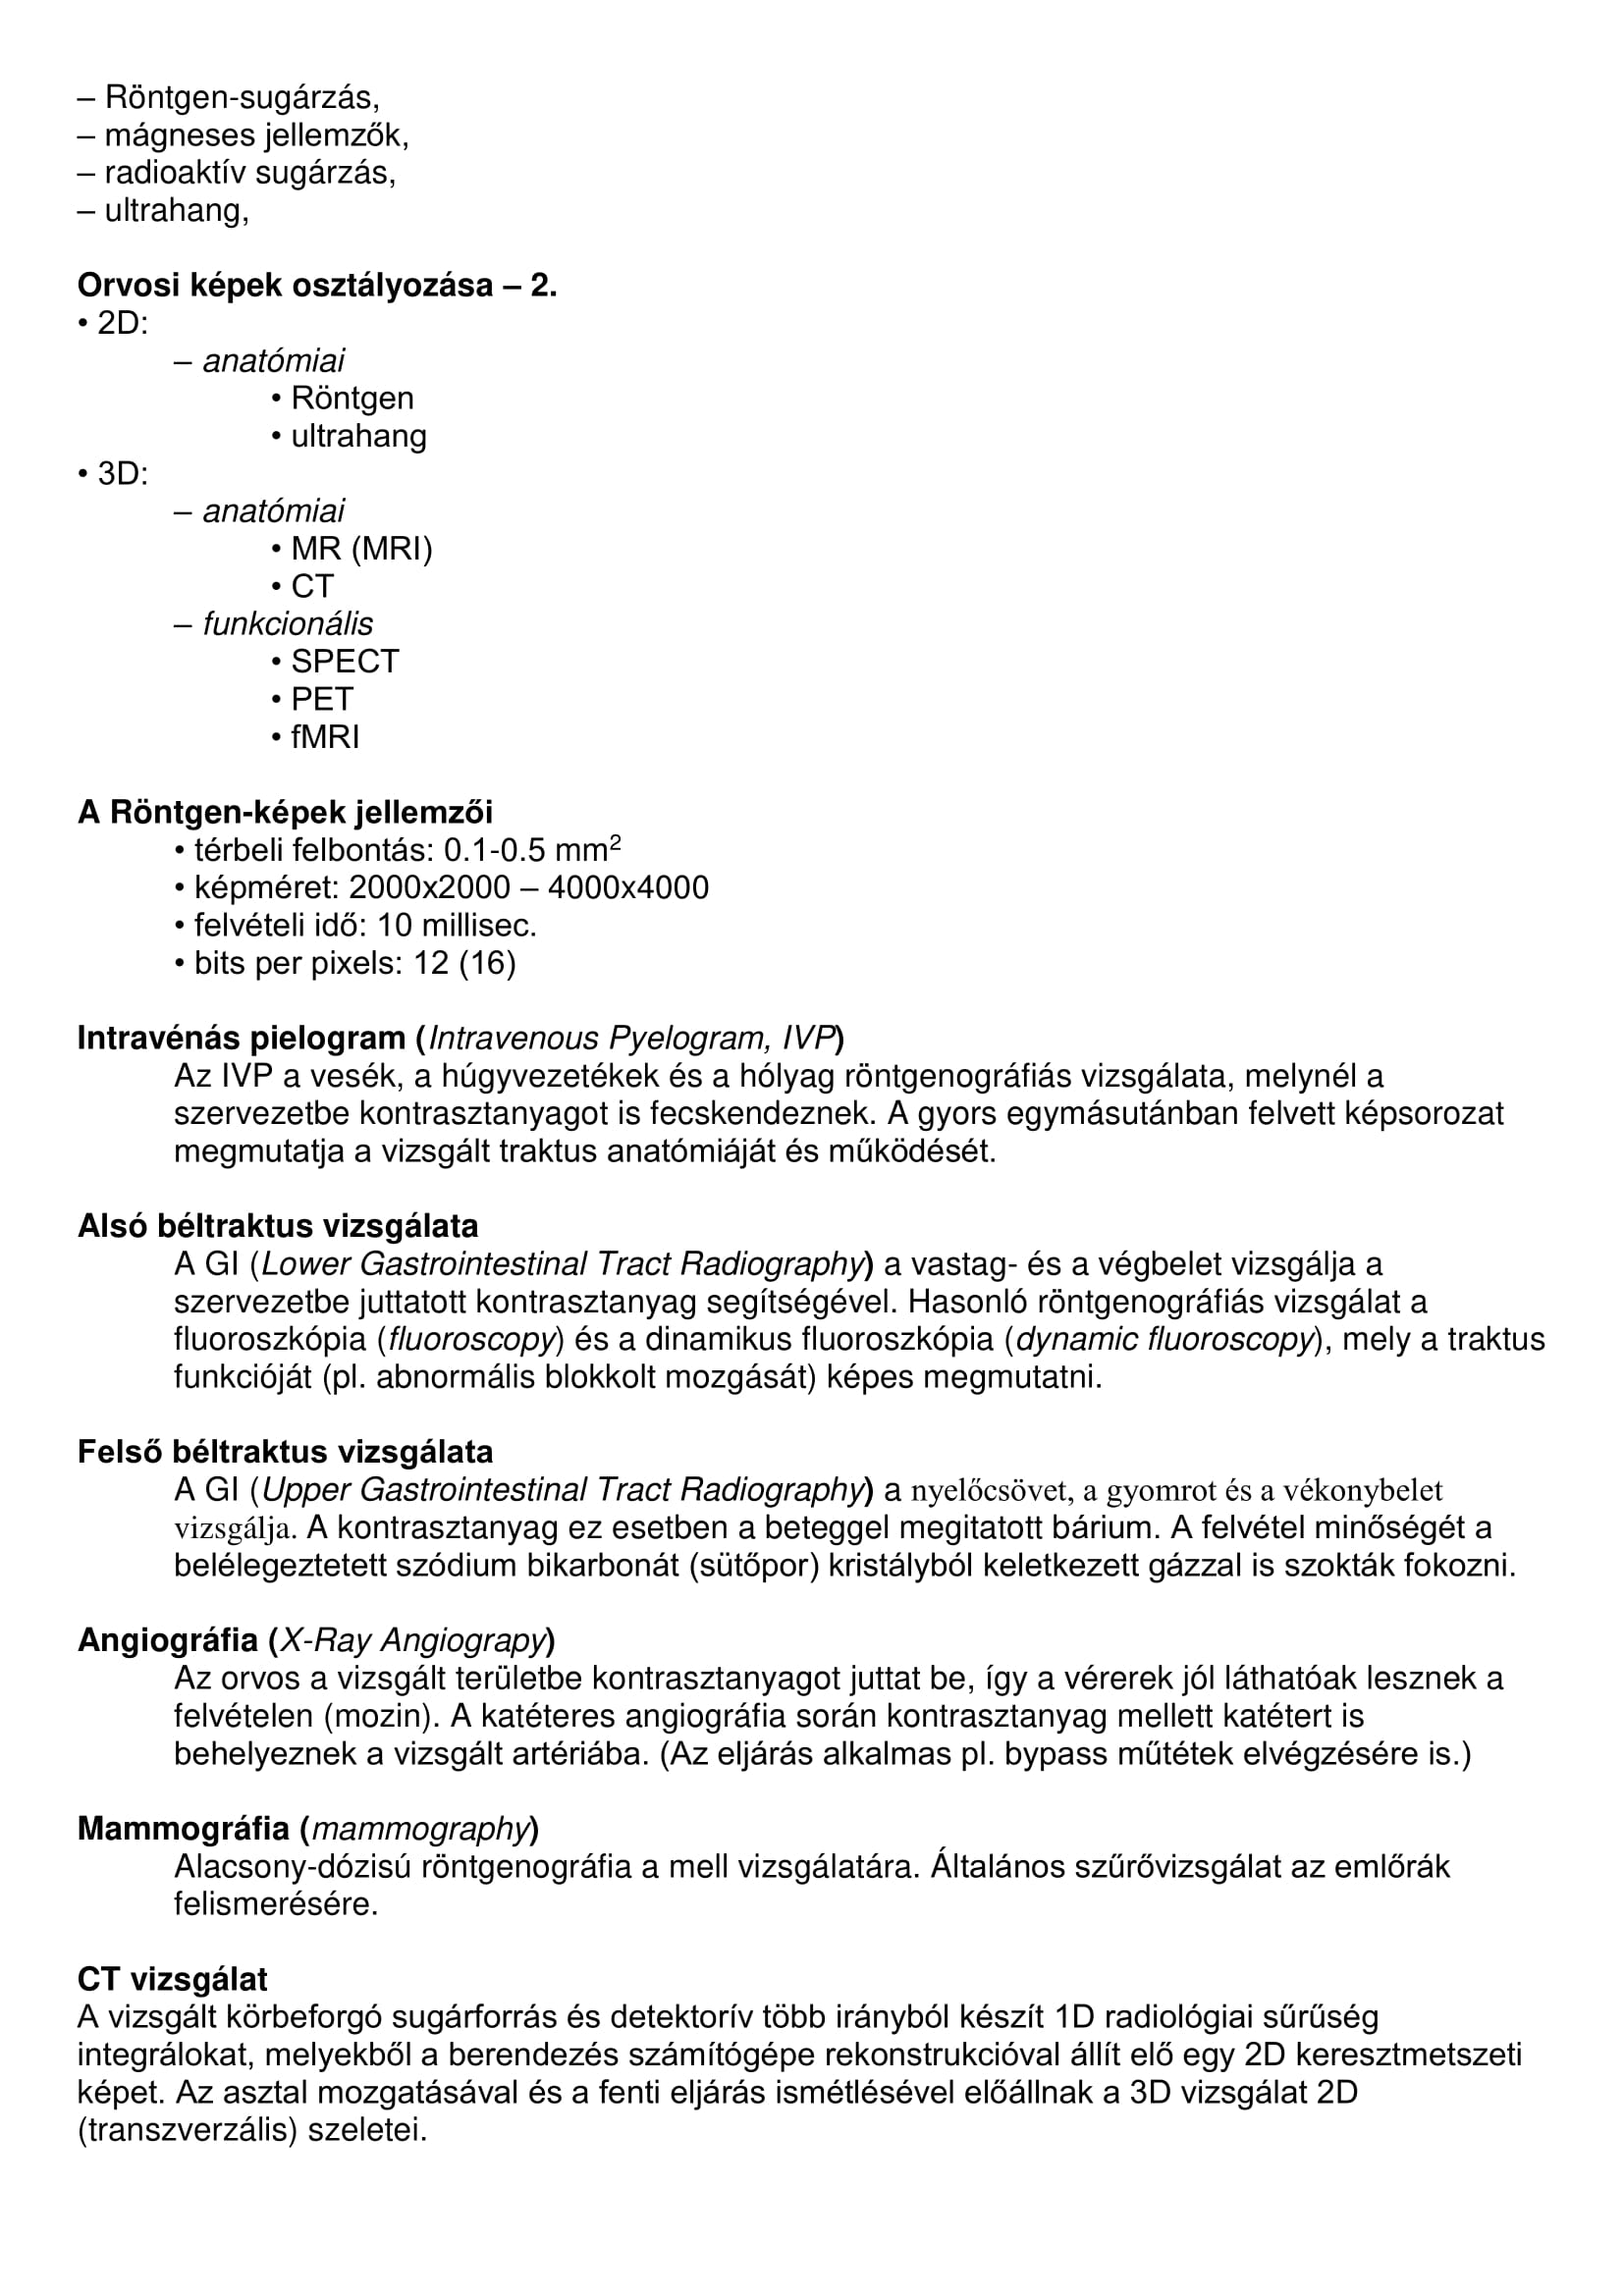 – Röntgen-sugárzás,
– mágneses jellemzők,
– radioaktív sugárzás,
– ultrahang,
Orvosi képek osztályozása – 2.
• 2D:
– anatómiai
• Röntgen
• ultrahang
• 3D:
– anatómiai
• MR (MRI)
• CT
– funkcionális
• SPECT
• PET
• fMRI
A Röntgen-képek jellemzői
• térbeli felbontás: 0.1-0.5 mm²
• képméret: 2000x2000 – 4000x4000
• felvételi idő: 10 millisec.
• bits per pixels: 12 (16)
Intravénás pielogram (Intravenous Pyelogram, IVP)
Az IVP a vesék, a húgyvezetékek és a hólyag röntgenográfiás vizsgálata, melynél a
szervezetbe kontrasztanyagot is fecskendeznek. A gyors egymásutánban felvett képsorozat
megmutatja a vizsgált traktus anatómiáját és működését.
Alsó béltraktus vizsgálata
A GI (Lower Gastrointestinal Tract Radiography) a vastag- és a végbelet vizsgálja a
szervezetbe juttatott kontrasztanyag segítségével. Hasonló röntgenográfiás vizsgálat a
fluoroszkópia (fluoroscopy) és a dinamikus fluoroszkópia (dynamic fluoroscopy), mely a traktus
funkcióját (pl. abnormális blokkolt mozgását) képes megmutatni.
Felső béltraktus vizsgálata
A GI (Upper Gastrointestinal Tract Radiography) a nyelőcsövet, a gyomrot és a vékonybelet
vizsgálja. A kontrasztanyag ez esetben a beteggel megitatott bárium. A felvétel minőségét a
belélegeztetett szódium bikarbonát (sütőpor) kristályból keletkezett gázzal is szokták fokozni.
Angiográfia (X-Ray Angiograpy)
Az orvos a vizsgált területbe kontrasztanyagot juttat be, így a vérerek jól láthatóak lesznek a
felvételen (mozin). A katéteres angiográfia során kontrasztanyag mellett katétert is
behelyeznek a vizsgált artériába. (Az eljárás alkalmas pl. bypass műtétek elvégzésére is.)
Mammográfia (mammography)
Alacsony-dózisú röntgenográfia a mell vizsgálatára. Általános szűrővizsgálat az emlőrák
felismerésére.
CT vizsgálat
A vizsgált körbeforgó sugárforrás és detektorív több irányból készít 1D radiológiai sűrűség
integrálokat, melyekből a berendezés számítógépe rekonstrukcióval állít elő egy 2D keresztmetszeti
képet. Az asztal mozgatásával és a fenti eljárás ismétlésével előállnak a 3D vizsgálat 2D
(transzverzális) szeletei.